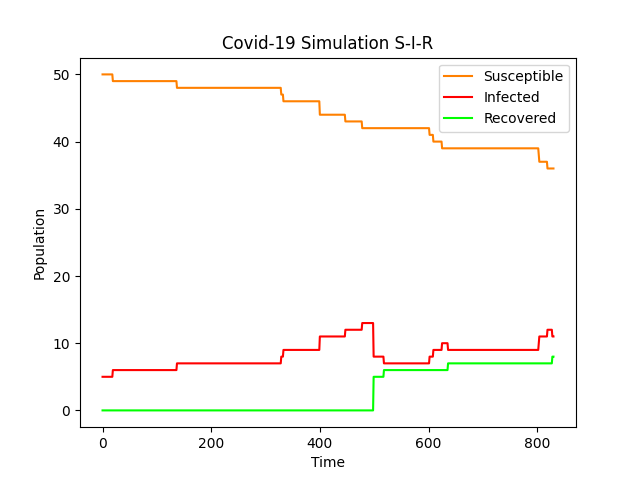 Covid-19 Simulation S-I-R
Susceptible
Infected
Recovered
50
40
30
20
10
0
Population
0 200 400 600 800
Time